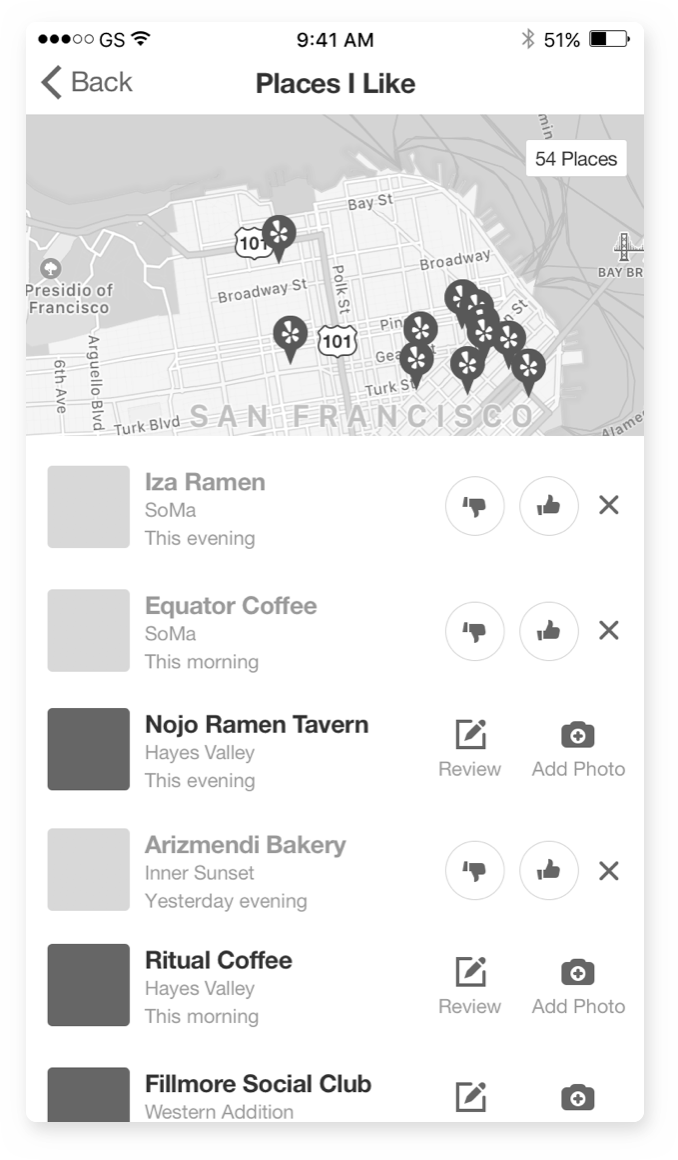 GS
9:41 AM
51%
Back
Places I Like
54 Places
Bay St
101
Broadway
BAY BR
Presidio of
Francisco
Broadway St
Polk St
101
Turk St
6th Ave
Arguello Blvd
Turk Blvd
SAN FRANCISCO
Iza Ramen
SoMa
This evening
Equator Coffee
SoMa
This morning
Nojo Ramen Tavern
Hayes Valley
This evening
Review
Add Photo
Arizmendi Bakery
Inner Sunset
Yesterday evening
Ritual Coffee
Hayes Valley
This morning
Review
Add Photo
Fillmore Social Club
Western Addition